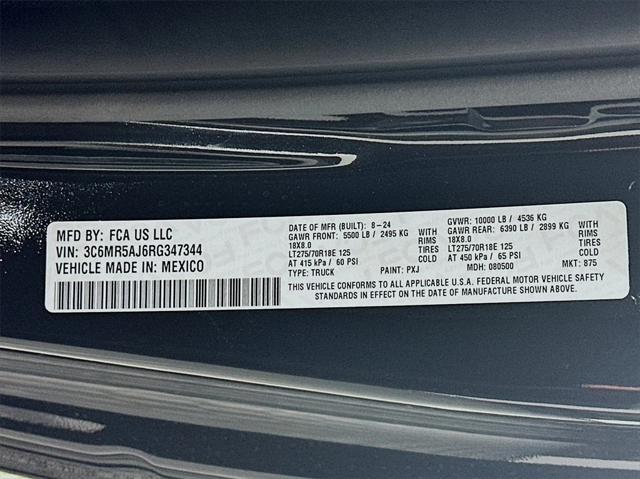 MFD BY: FCA US LLC
VIN: 3C6MR5AJ6RG347344
VEHICLE MADE IN: MEXICO
DATE OF MFR (BUILT): 8-24
GAWR FRONT: 5500 LB / 2495 KG
18X8.0 TIRES
LT275/70R18E 125
AT 415 kPa / 60 PSI COLD
TYPE: TRUCK PAINT: PXJ
GVWR: 10000 LB / 4536 KG
GAWR REAR: 6390 LB / 2899 KG
18X8.0 TIRES
LT275/70R18E 125
AT 450 kPa / 65 PSI COLD
MDH: 080500 MKT: 875
THIS VEHICLE CONFORMS TO ALL APPLICABLE U.S.A. FEDERAL MOTOR VEHICLE SAFETY
STANDARDS IN EFFECT ON THE DATE OF MANUFACTURE SHOWN ABOVE.